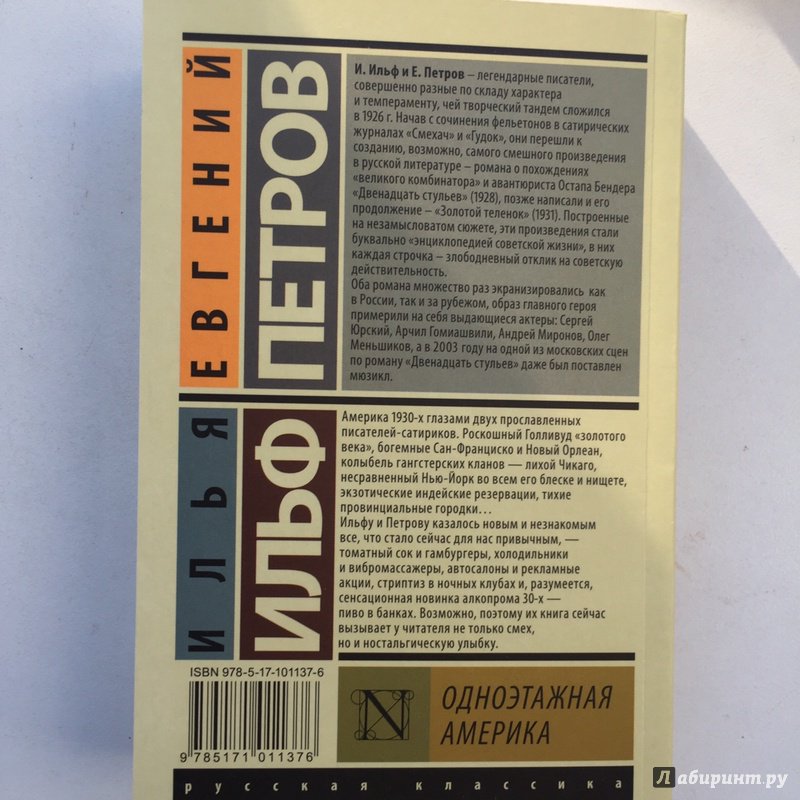 ЕВГЕНИЙ
ПЕТРОВ
И. Ильф и Е. Петров – легендарные писатели,
совершенно разные по складу характера
и темпераменту, чей творческий тандем сложился
в 1926 г. Начав с сочинения фельетонов в сатирических
журналах «Смехач» и «Гудок», они перешли к
созданию, возможно, самого смешного произведения
в русской литературе – романа о похождениях
«великого комбинатора» и авантюриста Остапа Бендера
«Двенадцать стульев» (1928), позже написали и его
продолжение – «Золотой теленок» (1931). Построенные
на незамысловатом сюжете, эти произведения стали
буквально «энциклопедией советской жизни», в них
каждая строчка – злободневный отклик на советскую
действительность.
Оба романа множество раз экранизировались как
в России, так и за рубежом, образ главного героя
примерили на себя выдающиеся актеры: Сергей
Юрский, Арчил Гомиашвили, Андрей Миронов, Олег
Меньшиков, а в 2003 году на одной из московских сцен
по роману «Двенадцать стульев» даже был поставлен
мюзикл.
ИЛЬЯ
ИЛЬФ
Америка 1930-х глазами двух прославленных
писателей-сатириков. Роскошный Голливуд «золотого
века», богемные Сан-Франциско и Новый Орлеан,
колыбель гангстерских кланов — лихой Чикаго,
несравненный Нью-Йорк во всем его блеске и нищете,
экзотические индейские резервации, тихие
провинциальные городки…
Ильфу и Петрову казалось новым и незнакомым
все, что стало сейчас для нас привычным, —
томатный сок и гамбургеры, холодильники
и вибромассажеры, автосалоны и рекламные
акции, стриптиз в ночных клубах и, разумеется,
сенсационная новинка алкопрома 30-х —
пиво в банках. Возможно, поэтому их книга сейчас
вызывает у читателя не только смех,
но и ностальгическую улыбку.
ISBN 978-5-17-101137-6
9 785171 011376
N
ОДНОЭТАЖНАЯ
АМЕРИКА
русская классика
Лабиринт.ру